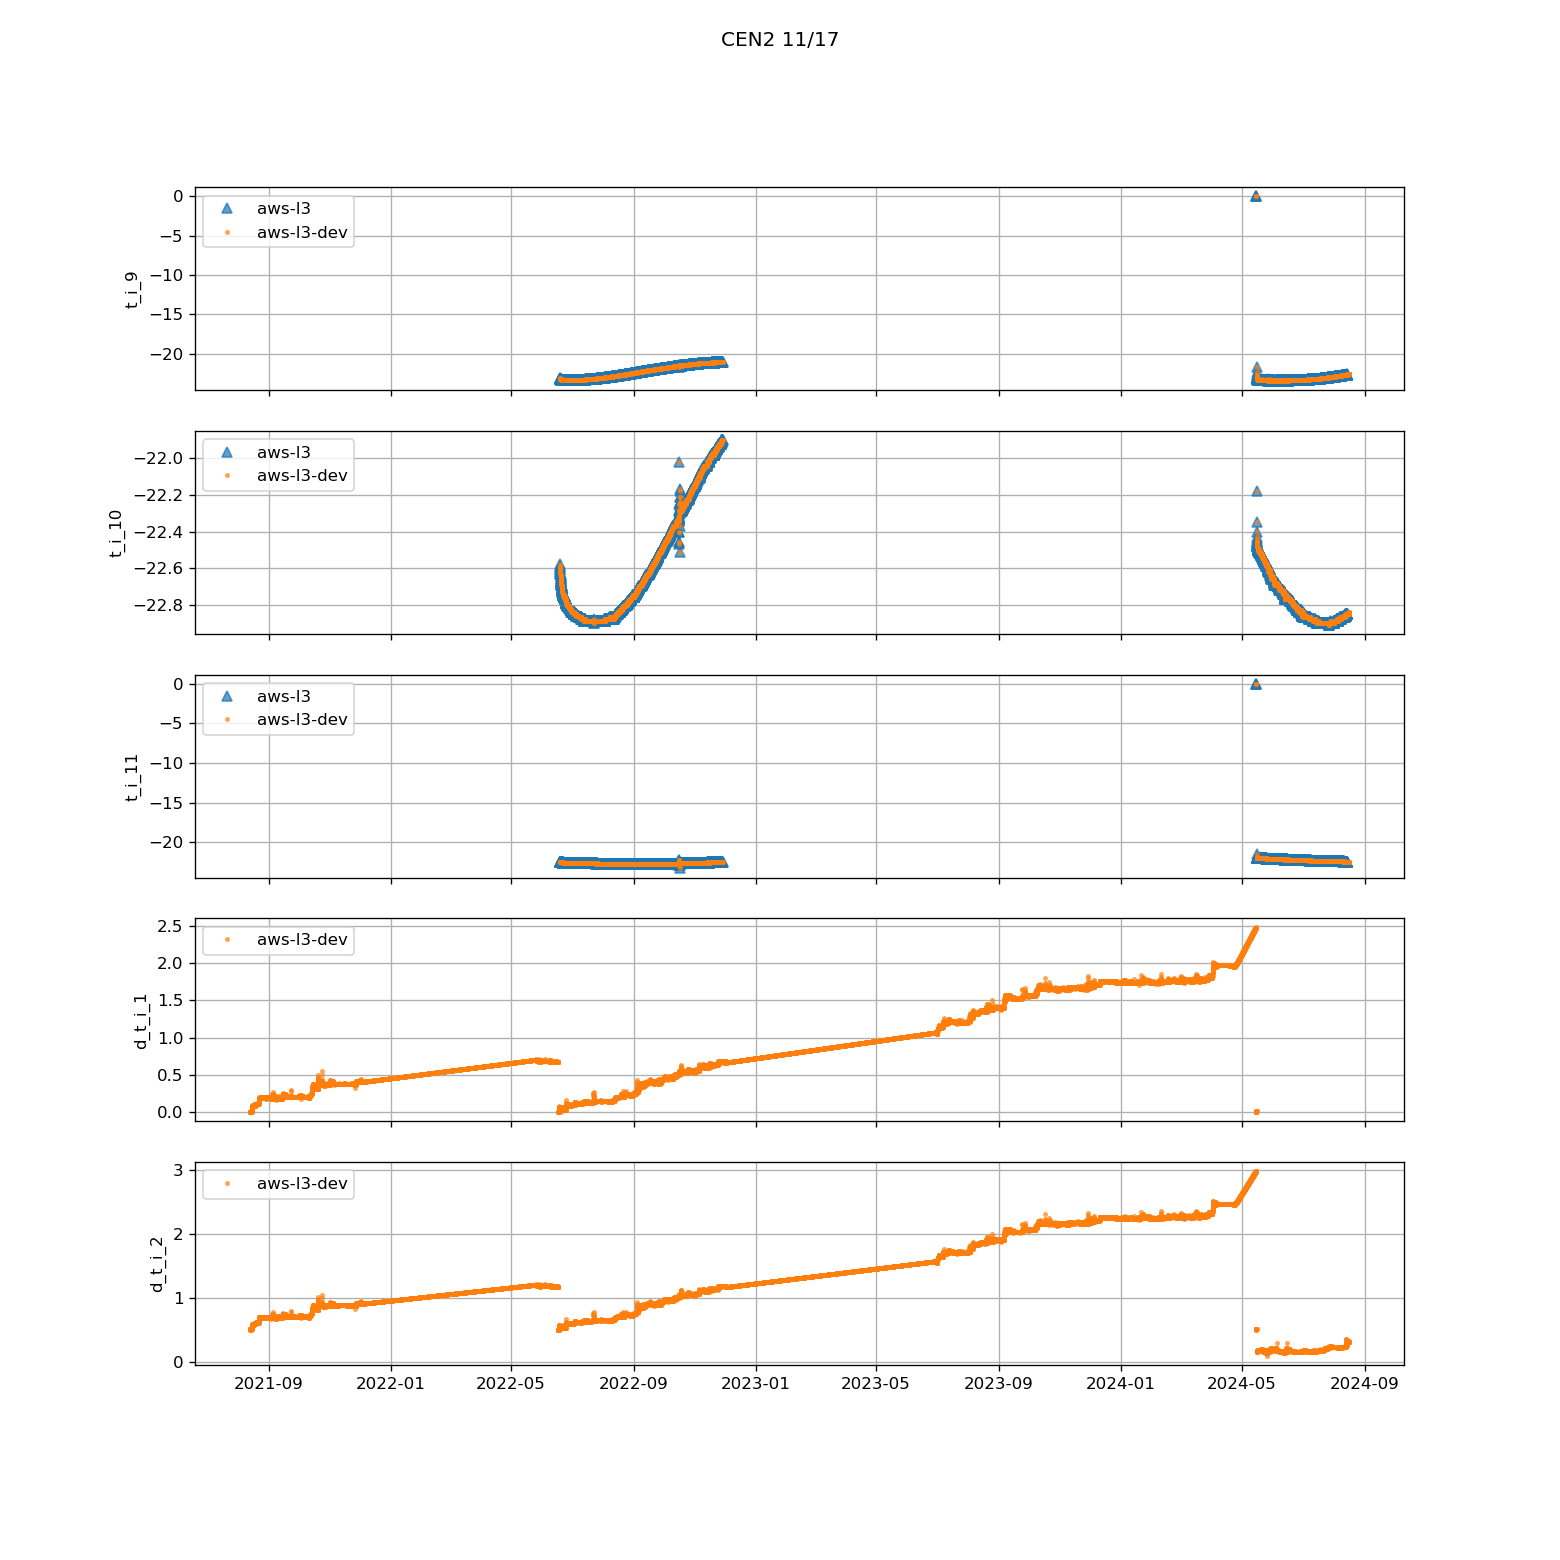 CEN2 11/17
0
−5
−10
−15
−20
t_i_9
aws-l3
aws-l3-dev
−22.0
−22.2
−22.4
−22.6
−22.8
t_i_10
aws-l3
aws-l3-dev
0
−5
−10
−15
−20
t_i_11
aws-l3
aws-l3-dev
2.5
2.0
1.5
1.0
0.5
0.0
d_t_i_1
aws-l3-dev
3
2
1
0
d_t_i_2
aws-l3-dev
2021-09 2022-01 2022-05 2022-09 2023-01 2023-05 2023-09 2024-01 2024-05 2024-09